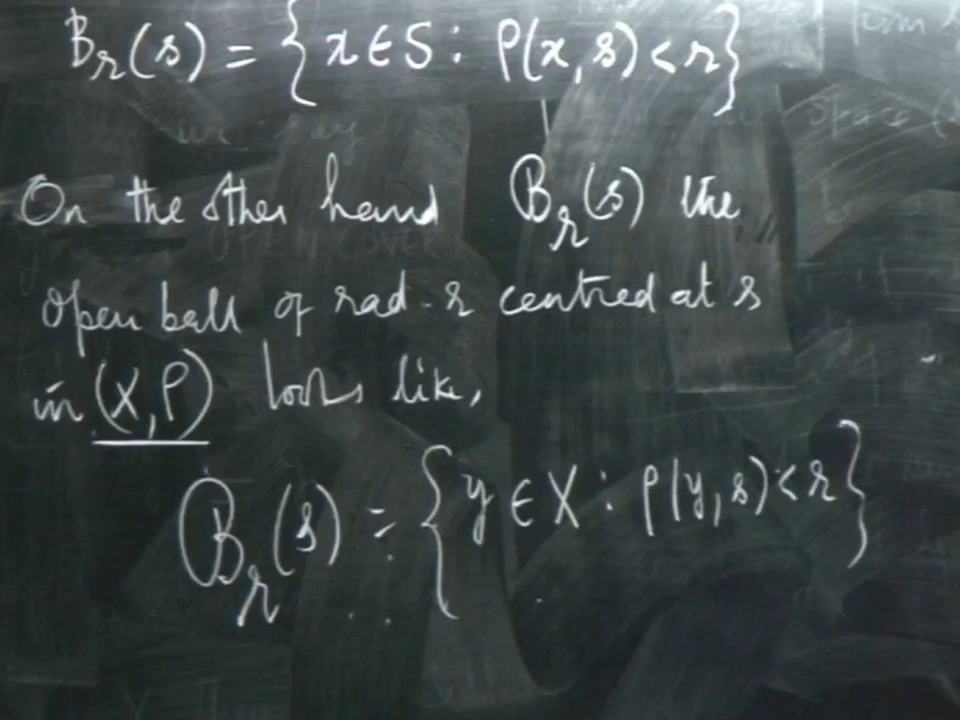 B_r(s) = { x ∈ S : ρ(x, s) < r }
On the other hand ℬ_r(s) the
open ball of rad-r centred at s
in (X, ρ) looks like,
ℬ_r(s) = { y ∈ X : ρ(y, s) < r }